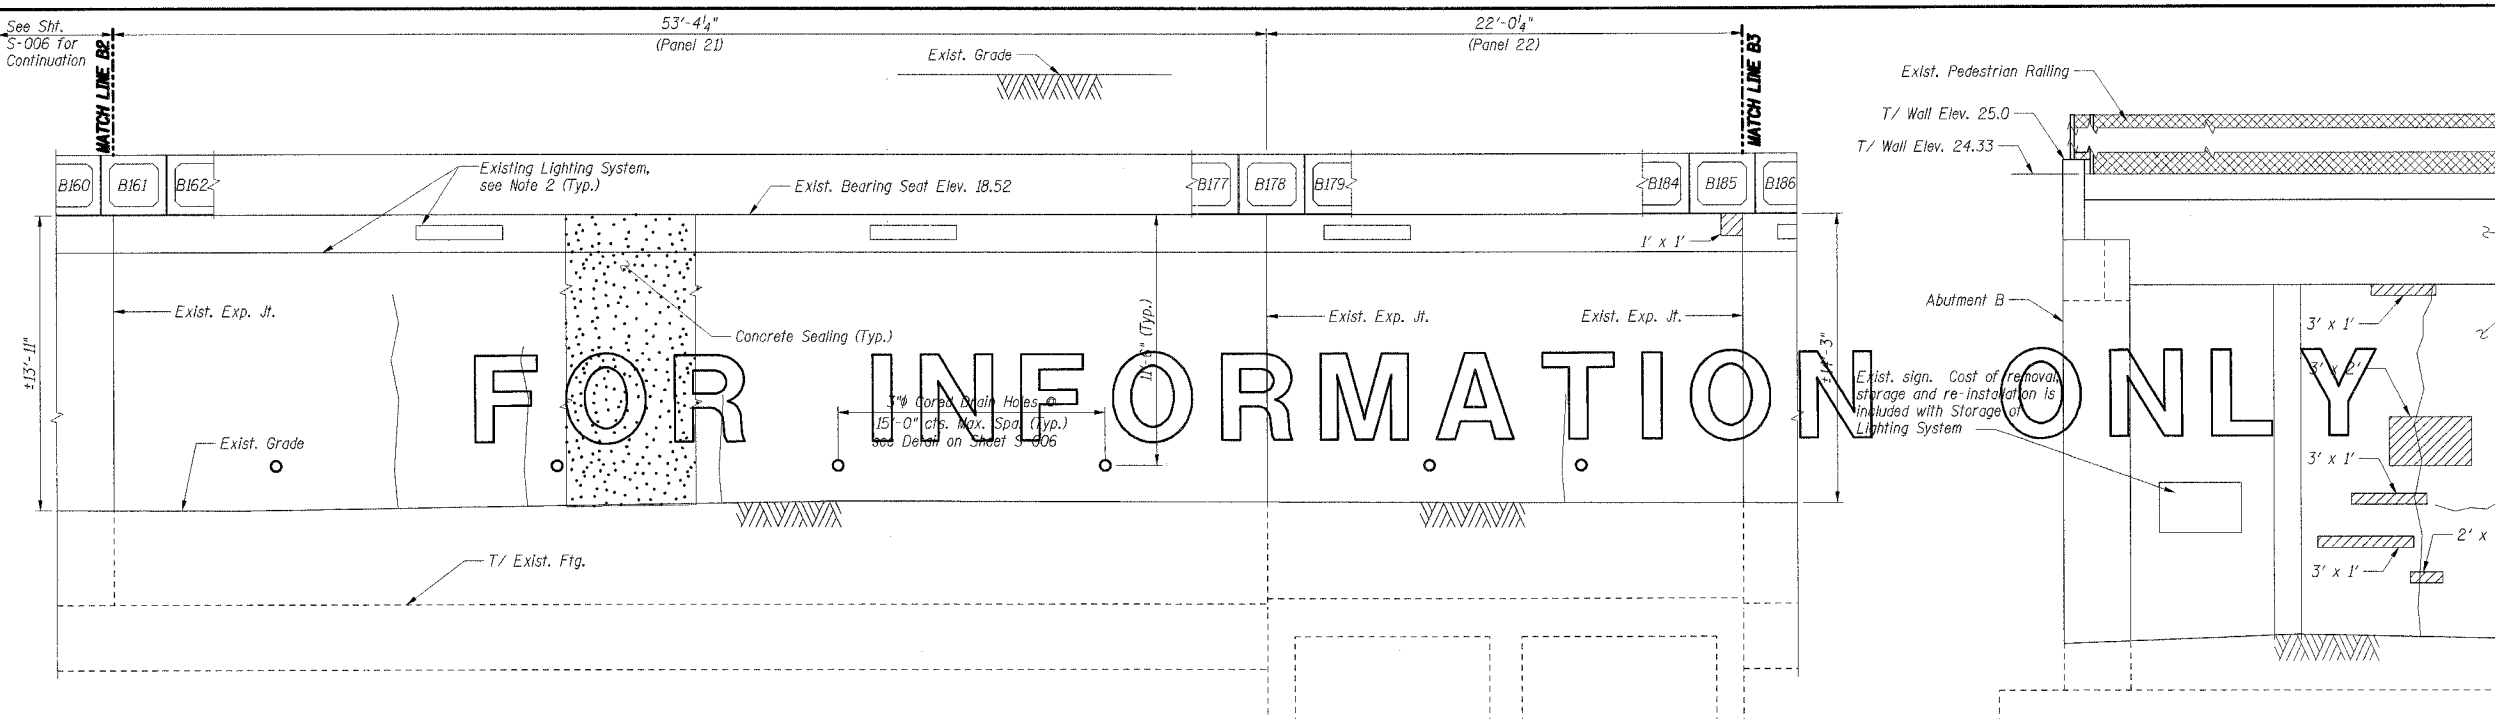 See Sht.
S-006 for
Continuation
MATCH LINE B2
53'-4¼"
(Panel 21)
22'-0¼"
(Panel 22)
MATCH LINE B3
Exist. Grade
Exist. Pedestrian Railing
T/ Wall Elev. 25.0
T/ Wall Elev. 24.33
Existing Lighting System,
see Note 2 (Typ.)
Exist. Bearing Seat Elev. 18.52
B160
B161
B162
B177
B178
B179
B184
B185
B186
1' x 1'
Exist. Exp. Jt.
Concrete Sealing (Typ.)
Exist. Exp. Jt.
Exist. Exp. Jt.
Abutment B
3' x 1'
±13'-11"
(Typ.)
FOR INFORMATION ONLY
3' x 2'
3"φ Cored Drain Holes @
15'-0" cts. Max. Spa. (Typ.)
see Detail on Sheet S-006
Exist. sign. Cost of removal,
storage and re-installation is
included with Storage of
Lighting System
Exist. Grade
3' x 1'
T/ Exist. Ftg.
3' x 1'
2' x